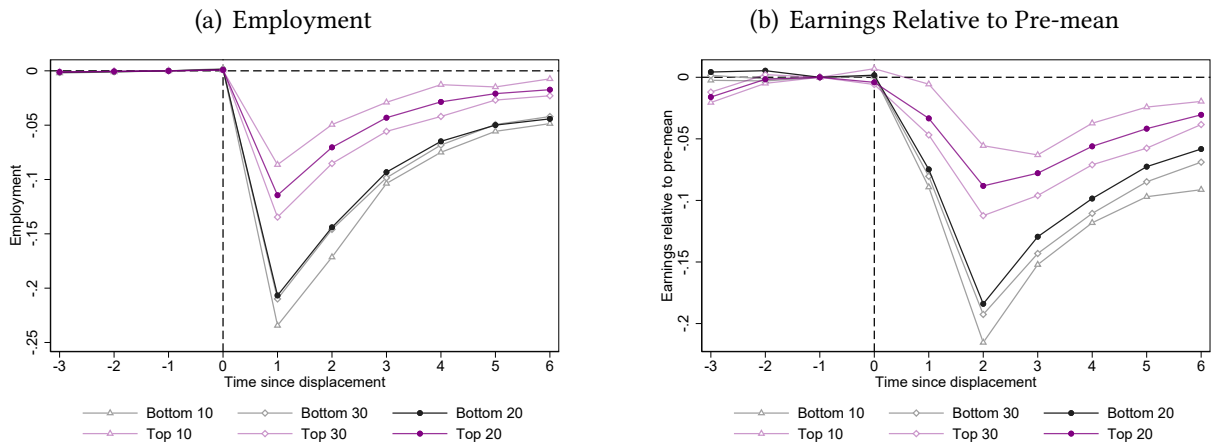 (a) Employment
Employment
0
-.05
-.1
-.15
-.2
-.25
-3 -2 -1 0 1 2 3 4 5 6
Time since displacement
Bottom 10 Bottom 30 Bottom 20
Top 10 Top 30 Top 20
(b) Earnings Relative to Pre-mean
Earnings relative to pre-mean
0
-.05
-.1
-.15
-.2
-3 -2 -1 0 1 2 3 4 5 6
Time since displacement
Bottom 10 Bottom 30 Bottom 20
Top 10 Top 30 Top 20